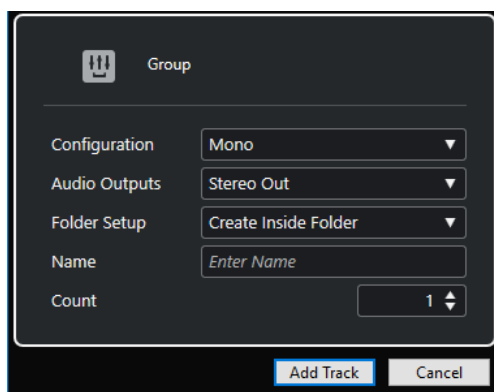 Group
Configuration Mono
Audio Outputs Stereo Out
Folder Setup Create Inside Folder
Name Enter Name
Count 1
Add Track Cancel